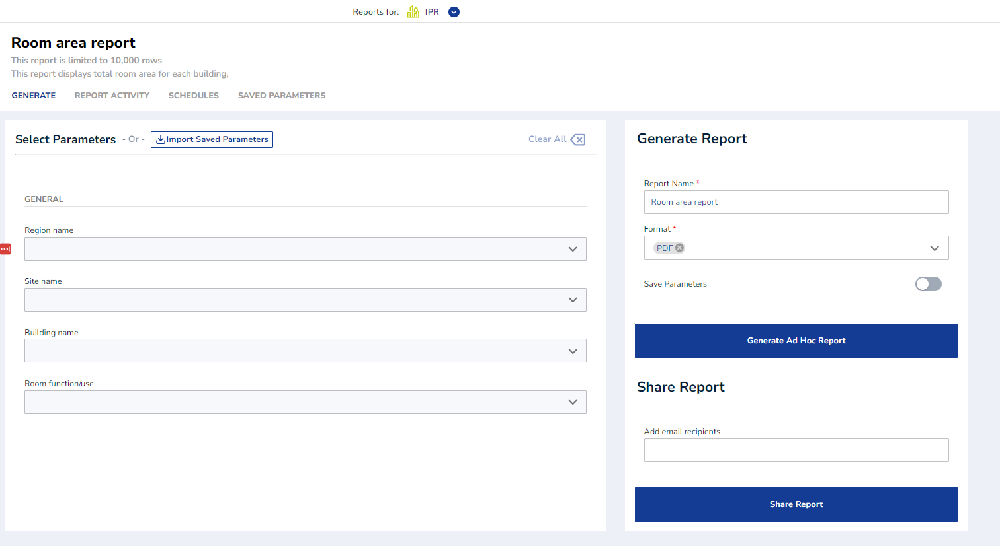 Reports for: IPR
Room area report
This report is limited to 10,000 rows
This report displays total room area for each building,
GENERATE REPORT ACTIVITY SCHEDULES SAVED PARAMETERS
Select Parameters - Or - Import Saved Parameters Clear All
GENERAL
Region name
Site name
Building name
Room function/use
Generate Report
Report Name *
Room area report
Format *
PDF
Save Parameters
Generate Ad Hoc Report
Share Report
Add email recipients
Share Report